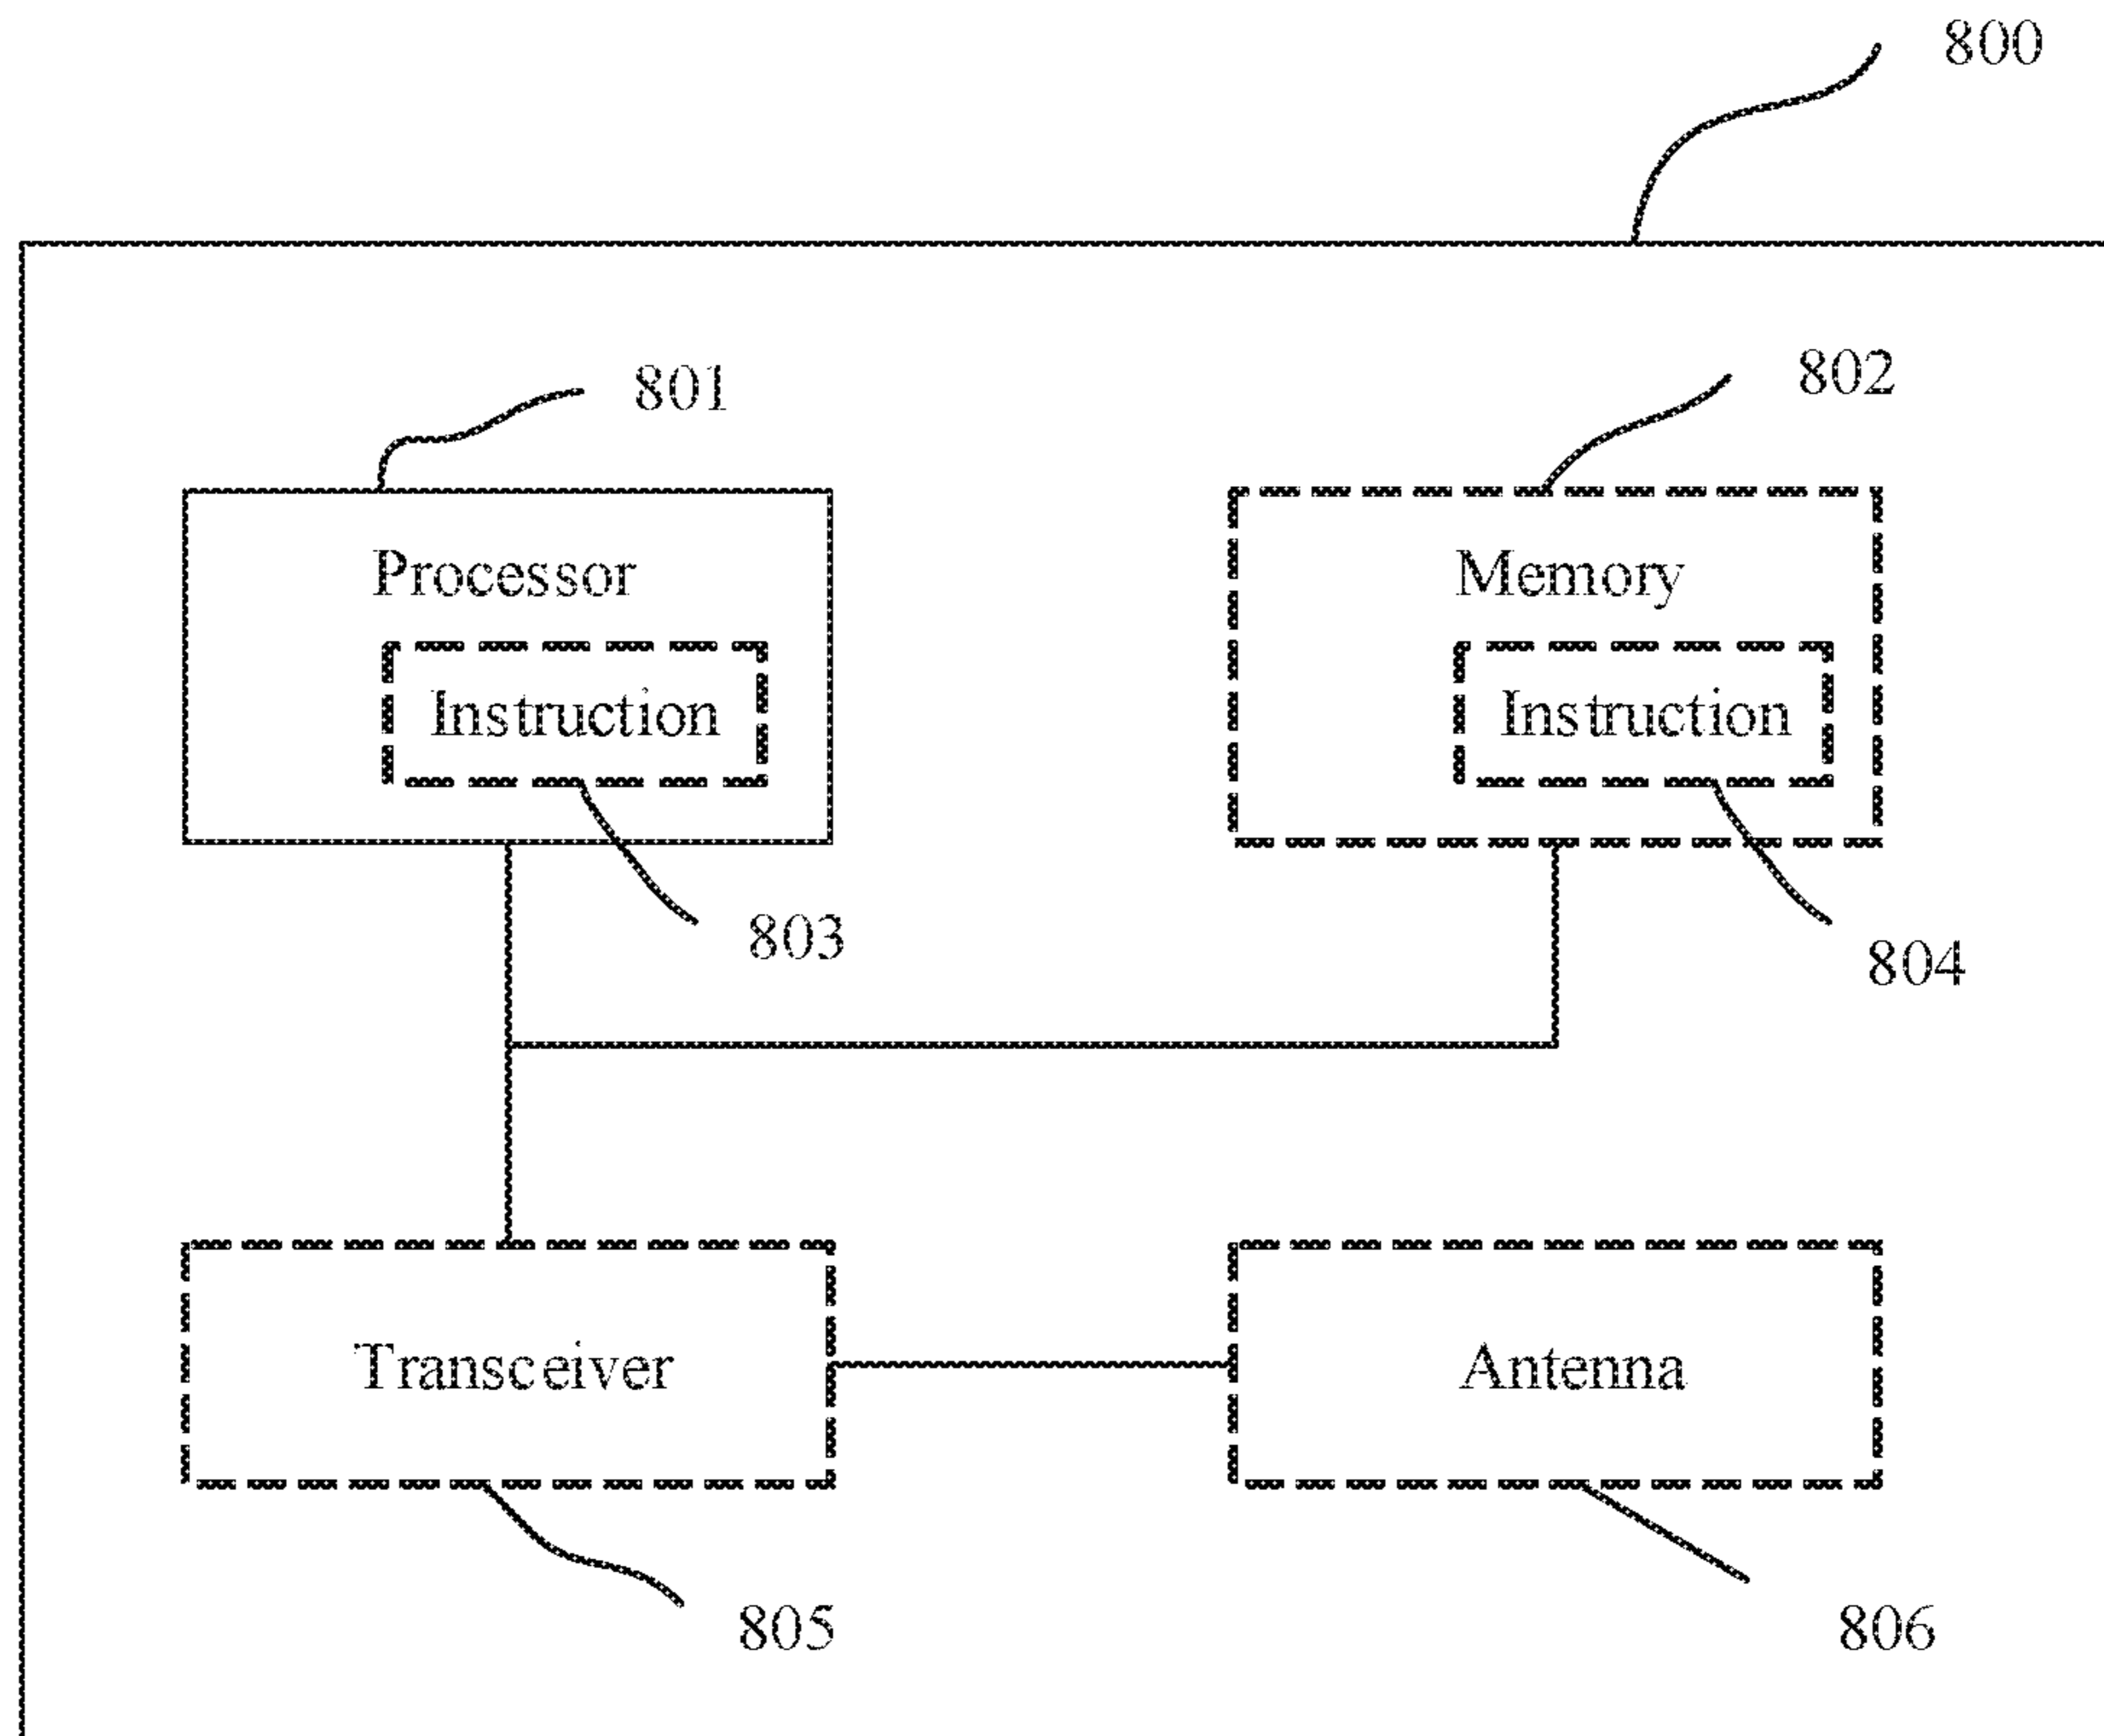 800
801
802
Processor
Memory
Instruction
Instruction
803
804
Transceiver
Antenna
805
806